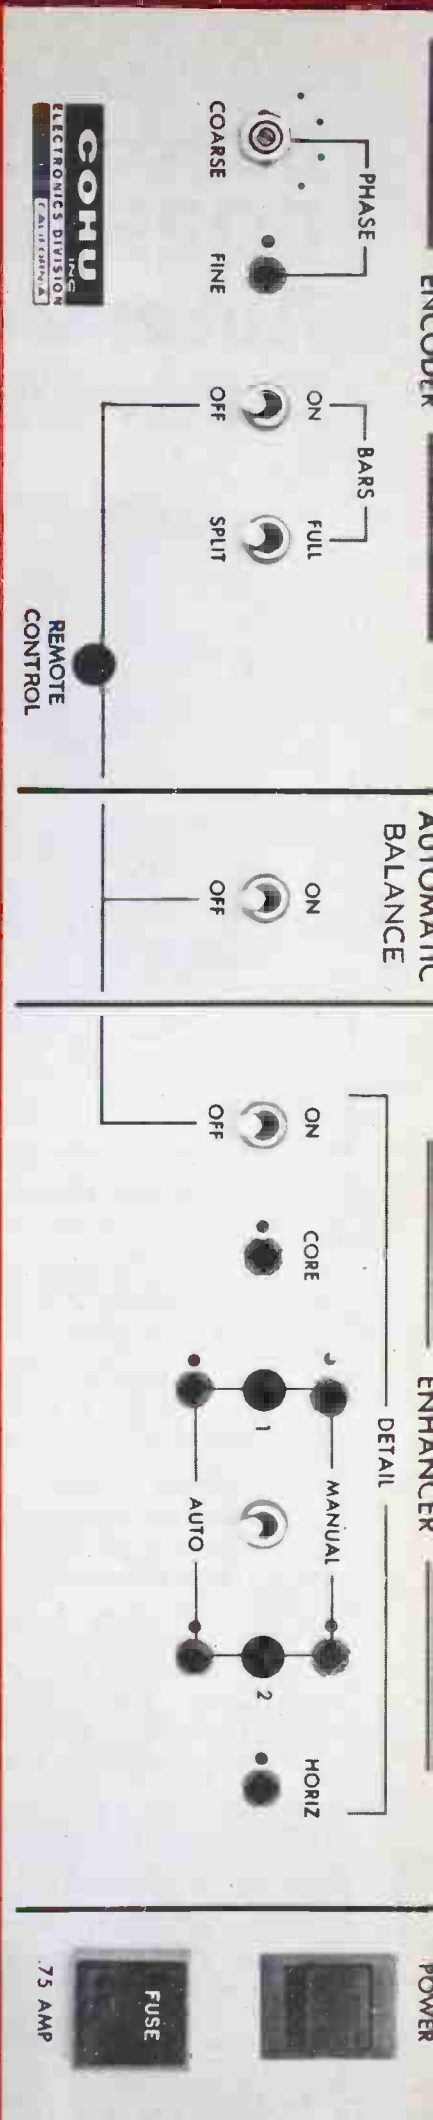 ENCODER
PHASE
COARSE
FINE
BARS
ON
OFF
FULL
SPLIT
REMOTE
CONTROL
COHU
INC
ELECTRONICS DIVISION
CALIFORNIA
AUTOMATIC
BALANCE
ON
OFF
ENHANCER
DETAIL
ON
OFF
CORE
MANUAL
1
2
AUTO
HORIZ
POWER
FUSE
.75 AMP